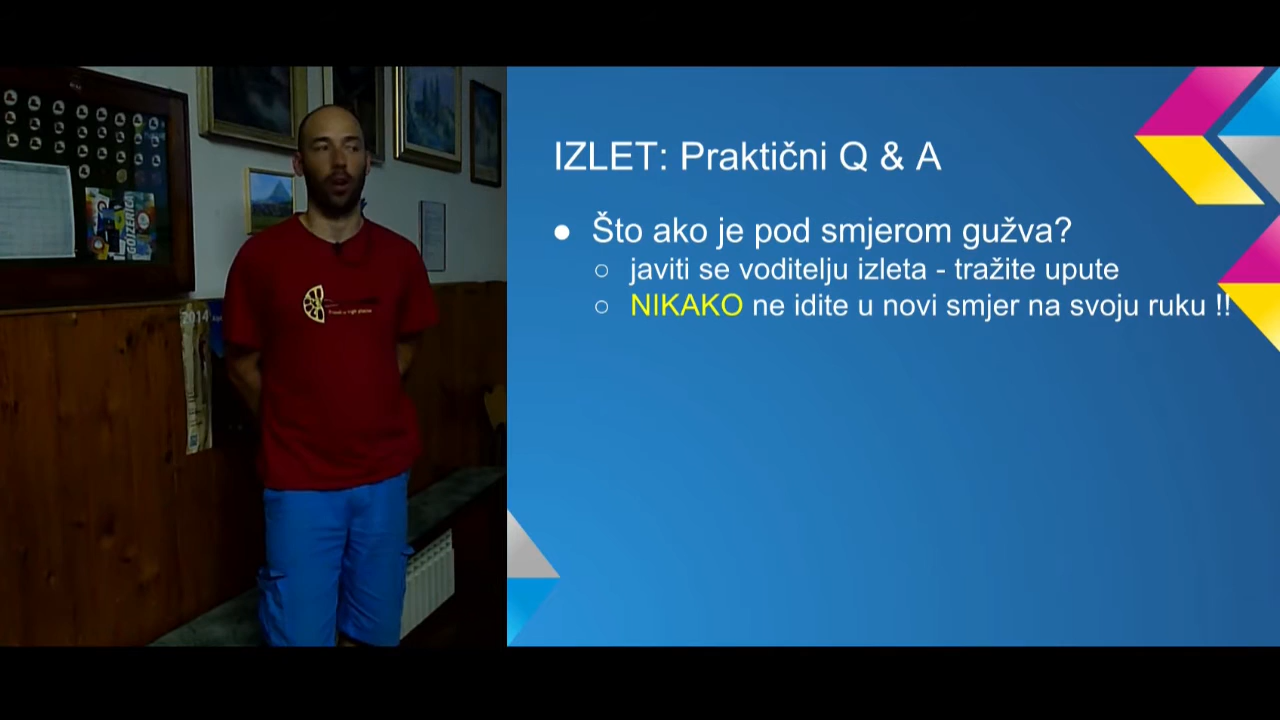 GOJZERICA
2014
IZLET: Praktični Q & A
● Što ako je pod smjerom gužva?
○ javiti se voditelju izleta - tražite upute
○ NIKAKO ne idite u novi smjer na svoju ruku !!